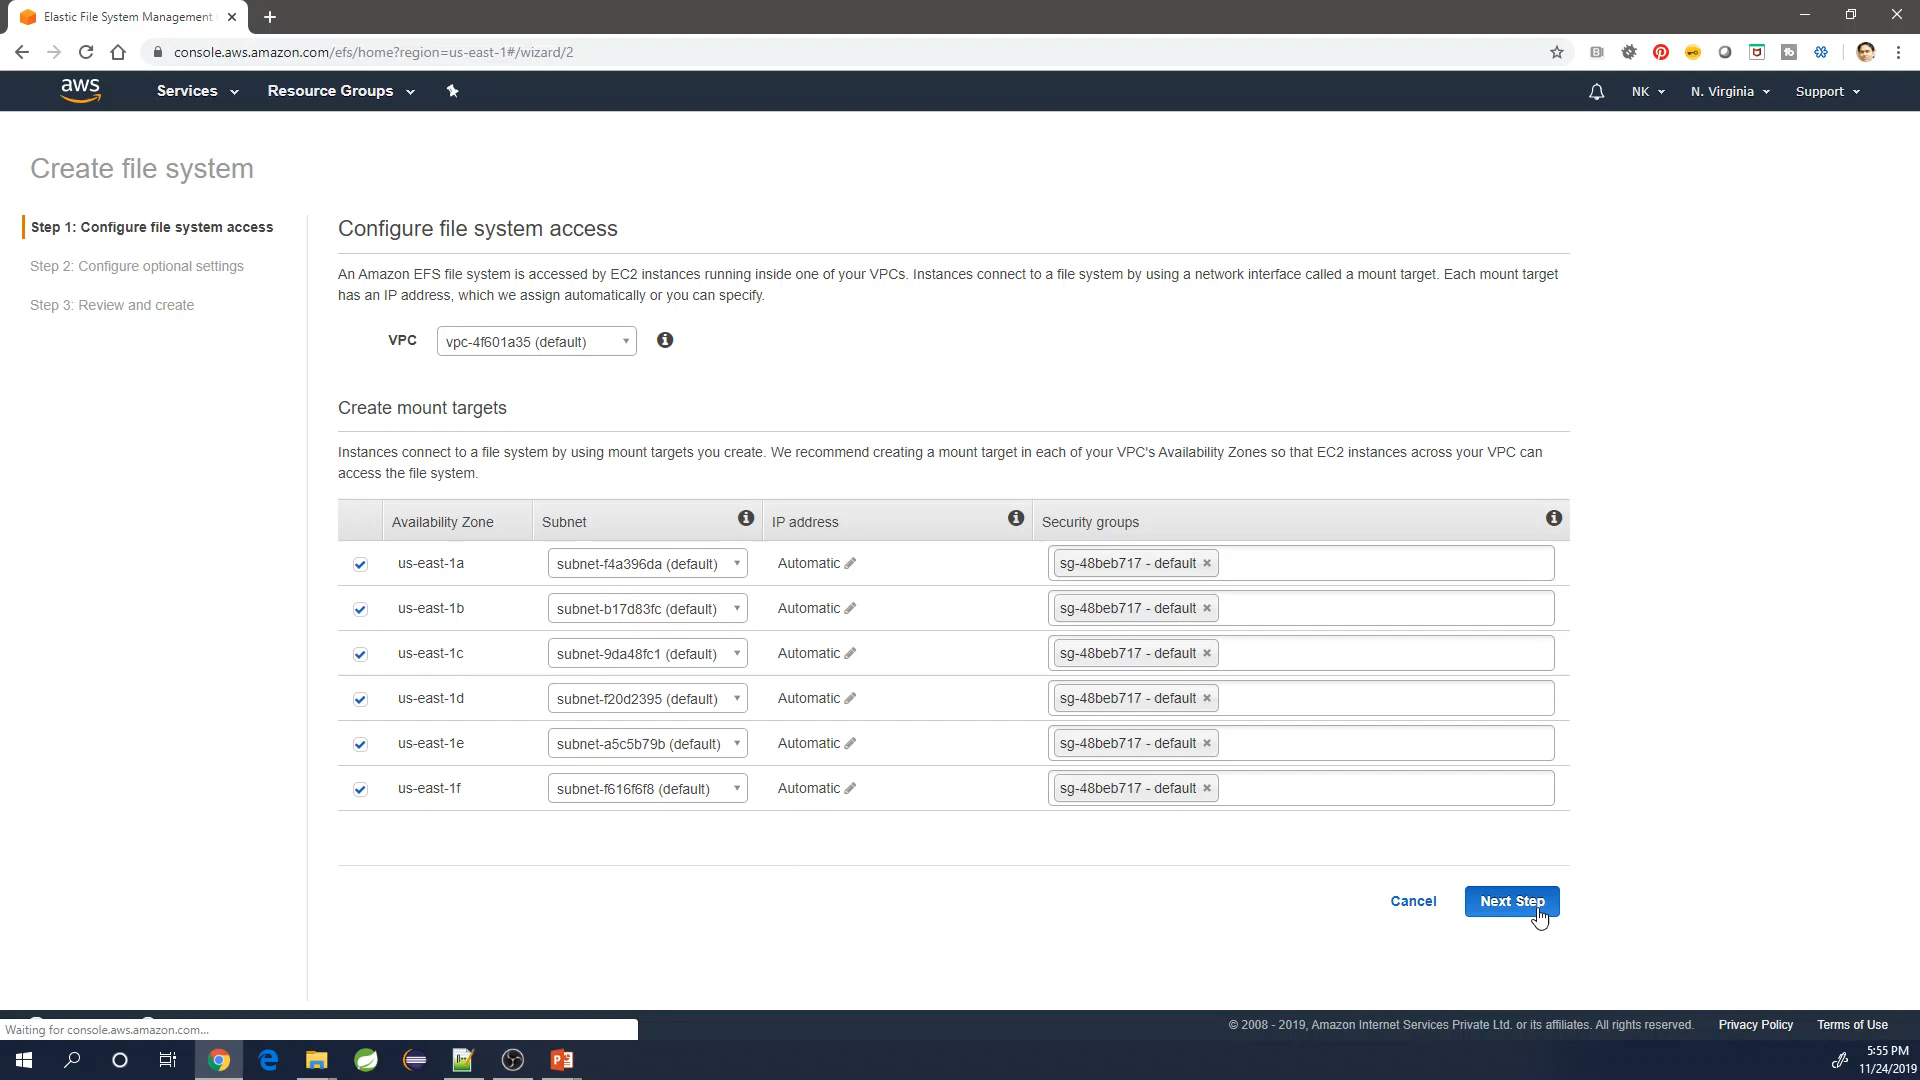 Elastic File System Management
console.aws.amazon.com/efs/home?region=us-east-1#/wizard/2
aws
Services
Resource Groups
NK
N. Virginia
Support
Create file system
Step 1: Configure file system access
Step 2: Configure optional settings
Step 3: Review and create
Configure file system access
An Amazon EFS file system is accessed by EC2 instances running inside one of your VPCs. Instances connect to a file system by using a network interface called a mount target. Each mount target
has an IP address, which we assign automatically or you can specify.
VPC vpc-4f601a35 (default)
Create mount targets
Instances connect to a file system by using mount targets you create. We recommend creating a mount target in each of your VPC's Availability Zones so that EC2 instances across your VPC can
access the file system.
Availability Zone Subnet IP address Security groups
us-east-1a subnet-f4a396da (default) Automatic sg-48beb717 - default
us-east-1b subnet-b17d83fc (default) Automatic sg-48beb717 - default
us-east-1c subnet-9da48fc1 (default) Automatic sg-48beb717 - default
us-east-1d subnet-f20d2395 (default) Automatic sg-48beb717 - default
us-east-1e subnet-a5c5b79b (default) Automatic sg-48beb717 - default
us-east-1f subnet-f616f6f8 (default) Automatic sg-48beb717 - default
Cancel Next Step
Waiting for console.aws.amazon.com...
© 2008 - 2019, Amazon Internet Services Private Ltd. or its affiliates. All rights reserved. Privacy Policy Terms of Use
5:55 PM
11/24/2019